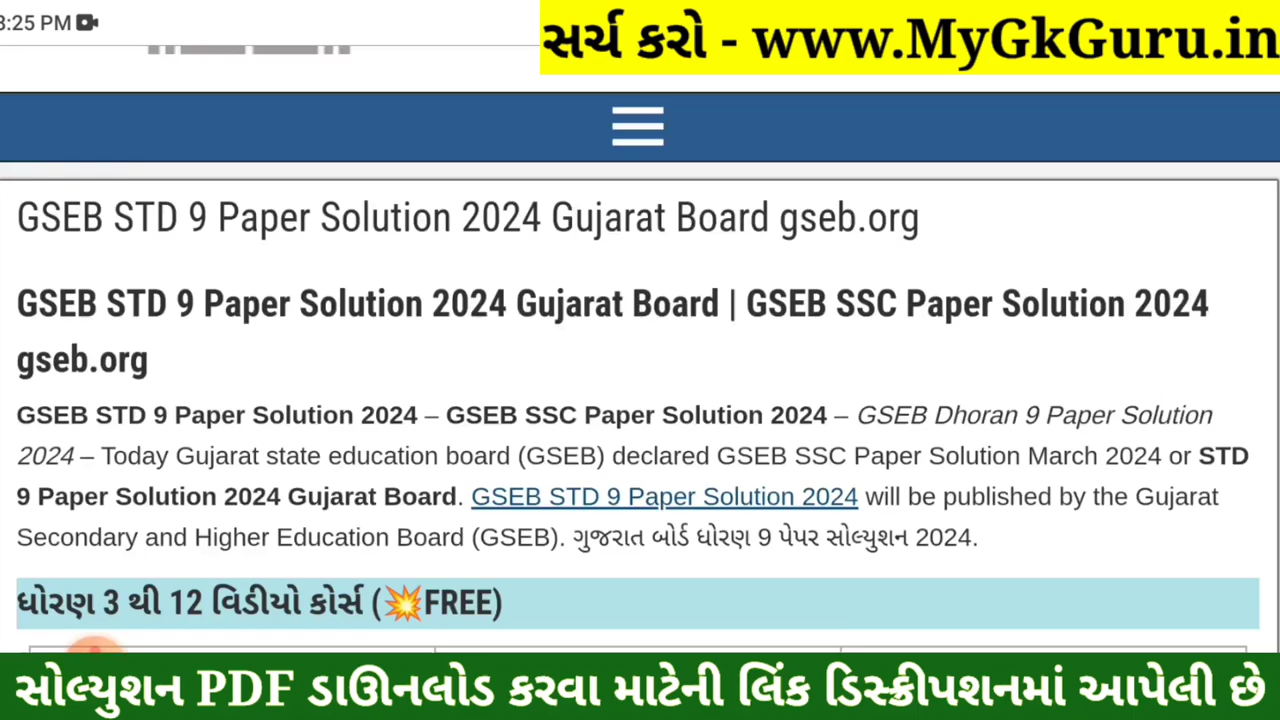 3:25 PM
સર્ચ કરો - www.MyGkGuru.in
GSEB STD 9 Paper Solution 2024 Gujarat Board gseb.org
GSEB STD 9 Paper Solution 2024 Gujarat Board | GSEB SSC Paper Solution 2024
gseb.org
GSEB STD 9 Paper Solution 2024 – GSEB SSC Paper Solution 2024 – GSEB Dhoran 9 Paper Solution
2024 – Today Gujarat state education board (GSEB) declared GSEB SSC Paper Solution March 2024 or STD
9 Paper Solution 2024 Gujarat Board. GSEB STD 9 Paper Solution 2024 will be published by the Gujarat
Secondary and Higher Education Board (GSEB). ગુજરાત બોર્ડ ધોરણ 9 પેપર સોલ્યુશન 2024.
ધોરણ 3 થી 12 વિડીયો કોર્સ (💥FREE)
સોલ્યુશન PDF ડાઊનલોડ કરવા માટેની લિંક ડિસ્ક્રીપશનમાં આપેલી છે